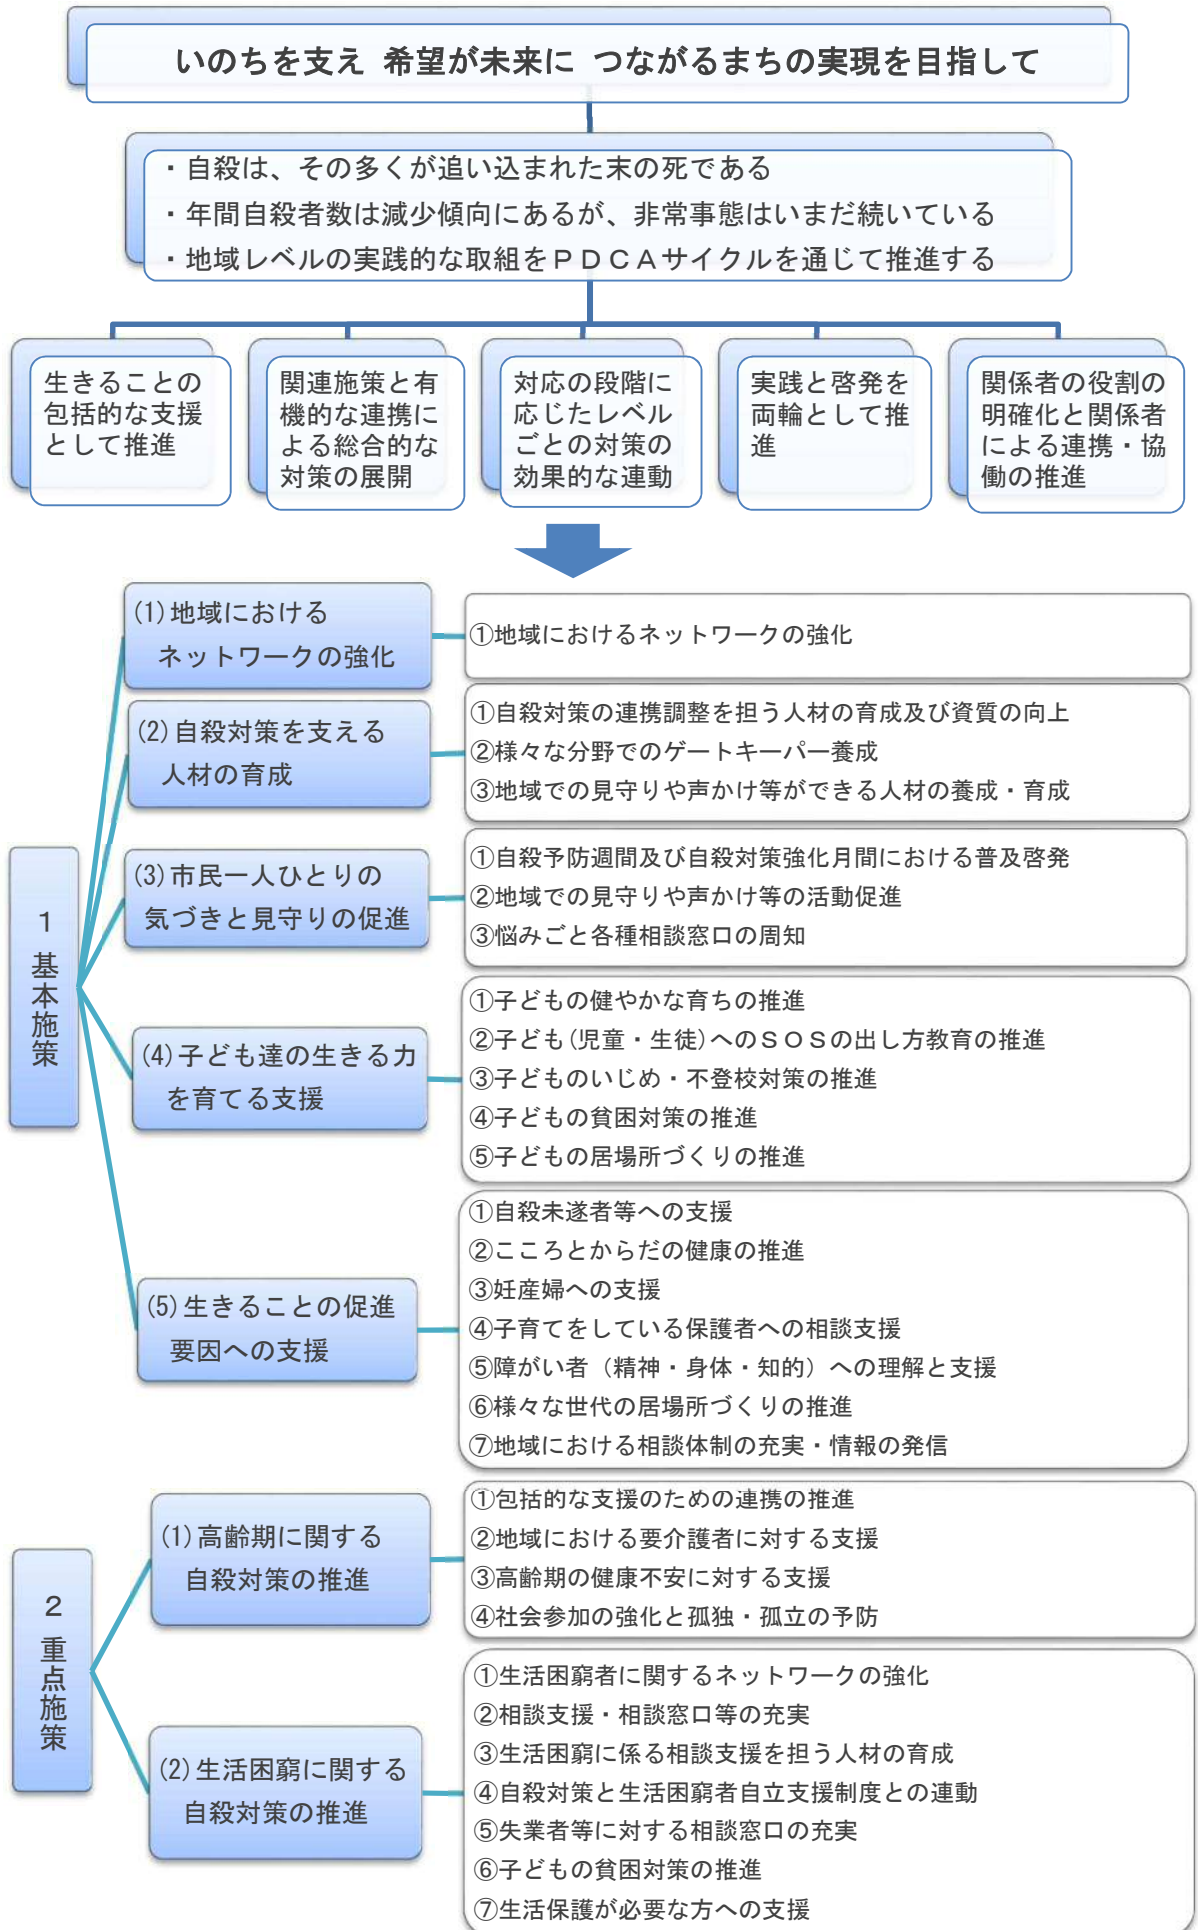 いのちを支え 希望が未来に つながるまちの実現を目指して
・自殺は、その多くが追い込まれた末の死である
・年間自殺者数は減少傾向にあるが、非常事態はいまだ続いている
・地域レベルの実践的な取組をＰＤＣＡサイクルを通じて推進する
生きることの
包括的な支援
として推進
関連施策と有
機的な連携に
よる総合的な
対策の展開
対応の段階に
応じたレベル
ごとの対策の
効果的な連動
実践と啓発を
両輪として推
進
関係者の役割の
明確化と関係者
による連携・協
働の推進
1 基本施策
(1)地域における
ネットワークの強化
①地域におけるネットワークの強化
(2)自殺対策を支える
人材の育成
①自殺対策の連携調整を担う人材の育成及び資質の向上
②様々な分野でのゲートキーパー養成
③地域での見守りや声かけ等ができる人材の養成・育成
(3)市民一人ひとりの
気づきと見守りの促進
①自殺予防週間及び自殺対策強化月間における普及啓発
②地域での見守りや声かけ等の活動促進
③悩みごと各種相談窓口の周知
(4)子ども達の生きる力
を育てる支援
①子どもの健やかな育ちの推進
②子ども(児童・生徒)へのＳＯＳの出し方教育の推進
③子どものいじめ・不登校対策の推進
④子どもの貧困対策の推進
⑤子どもの居場所づくりの推進
(5)生きることの促進
要因への支援
①自殺未遂者等への支援
②こころとからだの健康の推進
③妊産婦への支援
④子育てをしている保護者への相談支援
⑤障がい者（精神・身体・知的）への理解と支援
⑥様々な世代の居場所づくりの推進
⑦地域における相談体制の充実・情報の発信
2 重点施策
(1)高齢期に関する
自殺対策の推進
①包括的な支援のための連携の推進
②地域における要介護者に対する支援
③高齢期の健康不安に対する支援
④社会参加の強化と孤独・孤立の予防
(2)生活困窮に関する
自殺対策の推進
①生活困窮者に関するネットワークの強化
②相談支援・相談窓口等の充実
③生活困窮に係る相談支援を担う人材の育成
④自殺対策と生活困窮者自立支援制度との連動
⑤失業者等に対する相談窓口の充実
⑥子どもの貧困対策の推進
⑦生活保護が必要な方への支援